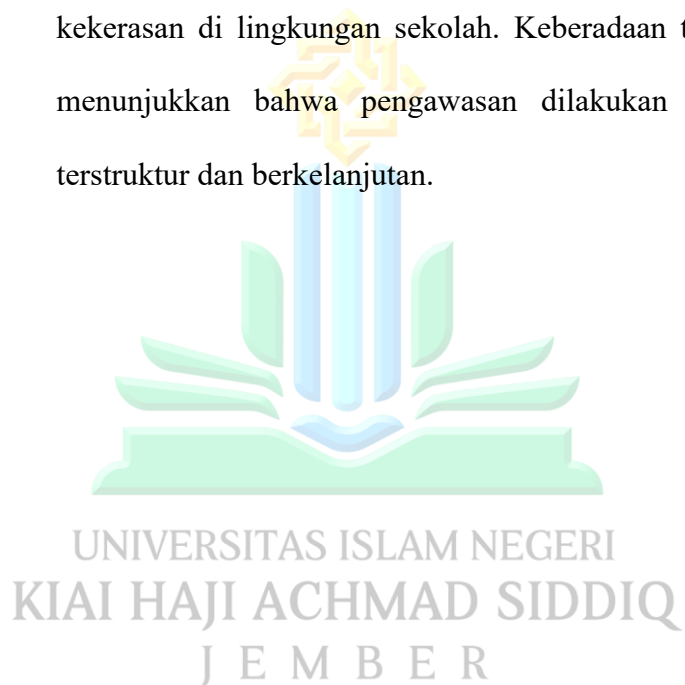 kekerasan di lingkungan sekolah. Keberadaan
menunjukkan bahwa pengawasan dilakukan
terstruktur dan berkelanjutan.
UNIVERSITAS ISLAM NEGERI
KIAI HAJI ACHMAD SIDDIQ
JEMBER